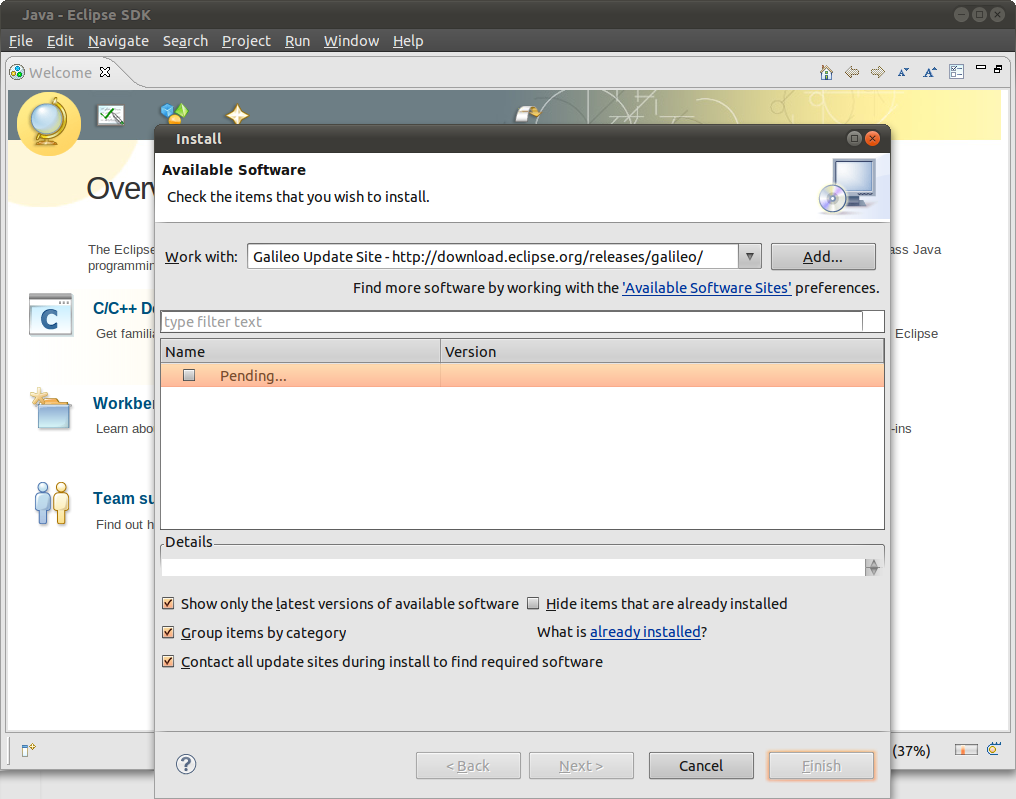 Java - Eclipse SDK
File Edit Navigate Search Project Run Window Help
Welcome
Install
Available Software
Check the items that you wish to install.
Overv
The Eclipse
ass Java
programmin
Work with: Galileo Update Site - http://download.eclipse.org/releases/galileo/ Add...
Find more software by working with the 'Available Software Sites' preferences.
C/C++ De
Get familia
Eclipse
type filter text
Name Version
Pending...
Workben
Learn abo
-ins
Team su
Find out h
Details
Show only the latest versions of available software Hide items that are already installed
Group items by category What is already installed?
Contact all update sites during install to find required software
(37%)
< Back Next > Cancel Finish